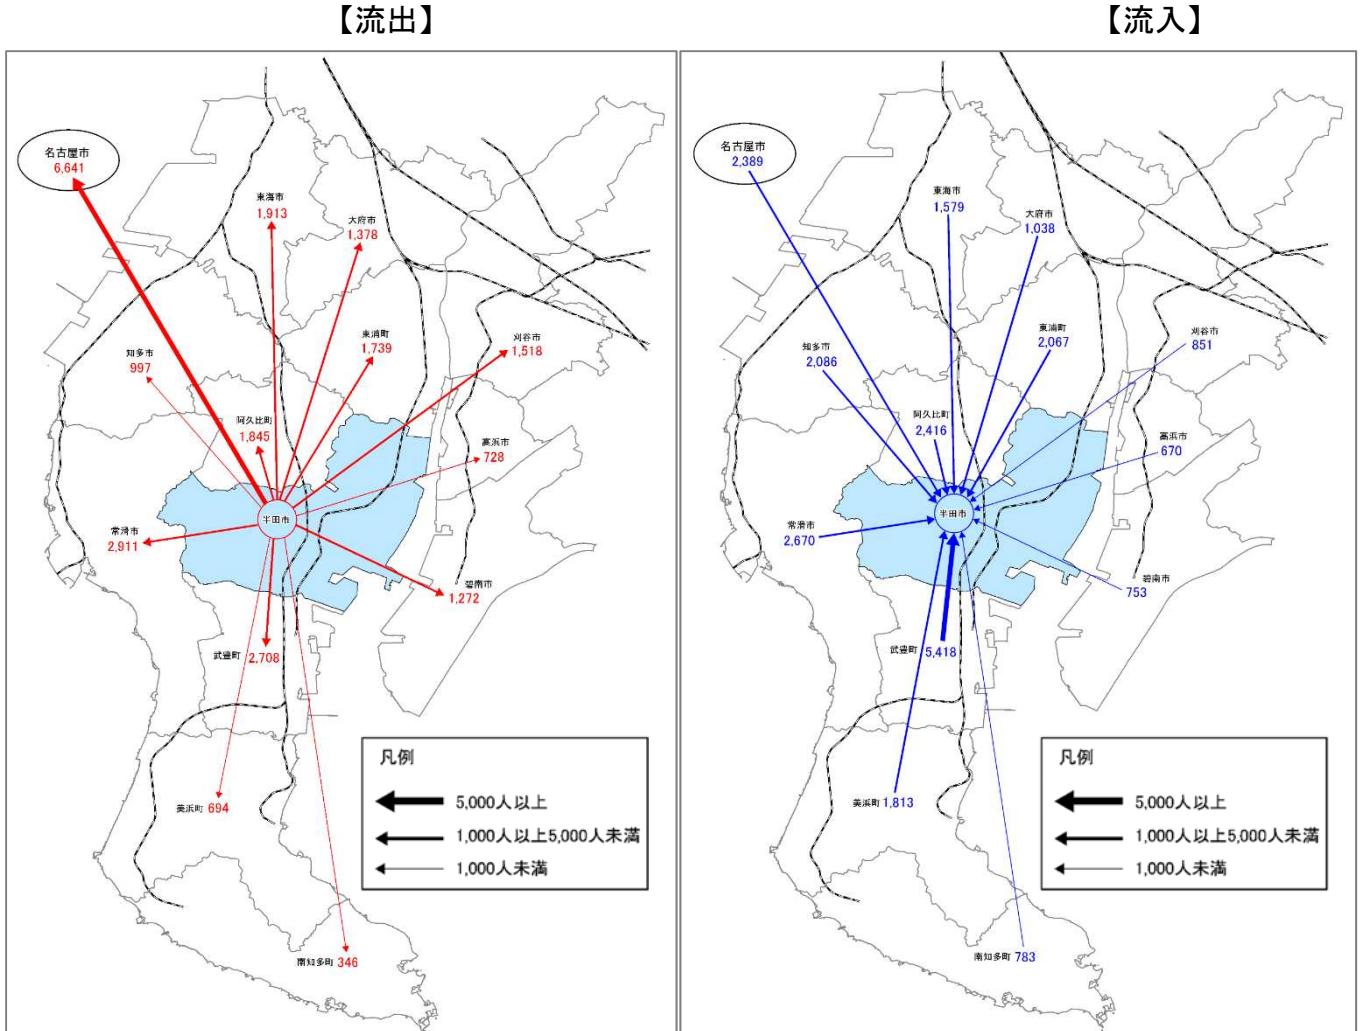 【流出】
名古屋市
6,641
東海市
1,913
大府市
1,378
東浦町
1,739
刈谷市
1,518
知多市
997
阿久比町
1,845
高浜市
728
半田市
常滑市
2,911
碧南市
1,272
武豊町 2,708
美浜町 694
南知多町 346
凡例
5,000人以上
1,000人以上5,000人未満
1,000人未満
【流入】
名古屋市
2,389
東海市
1,579
大府市
1,038
東浦町
2,067
刈谷市
851
知多市
2,086
阿久比町
2,416
高浜市
670
半田市
常滑市
2,670
碧南市
753
武豊町 5,418
美浜町 1,813
南知多町 783
凡例
5,000人以上
1,000人以上5,000人未満
1,000人未満